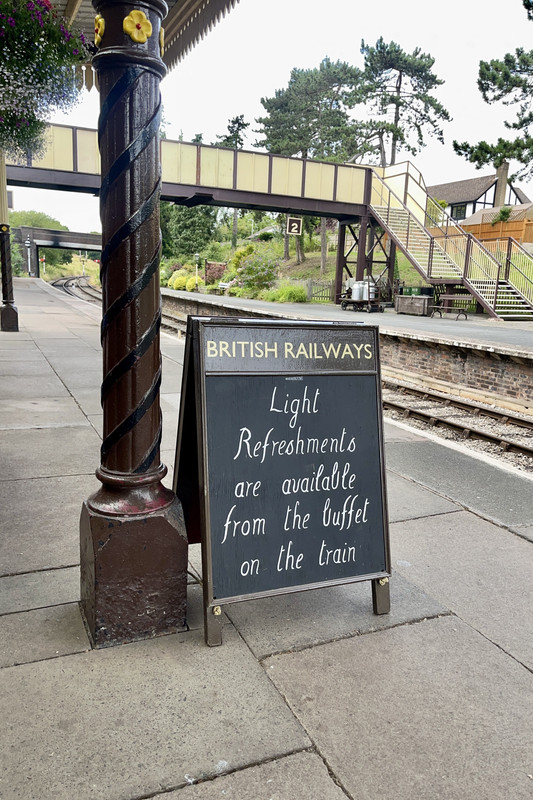 2
BRITISH RAILWAYS
Light
Refreshments
are available
from the buffet
on the train